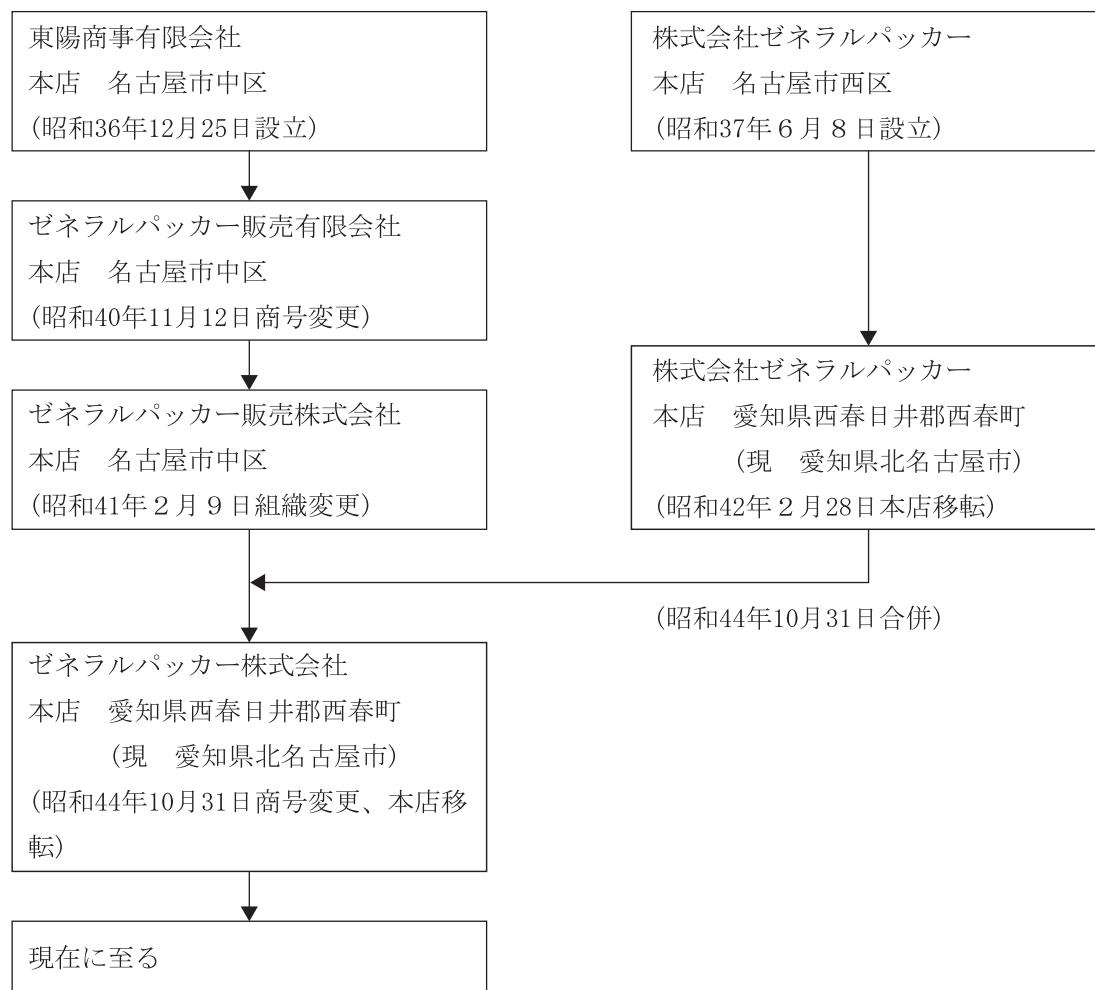 東陽商事有限会社
本店　名古屋市中区
(昭和36年12月25日設立)
ゼネラルパッカー販売有限会社
本店　名古屋市中区
(昭和40年11月12日商号変更)
ゼネラルパッカー販売株式会社
本店　名古屋市中区
(昭和41年２月９日組織変更)
株式会社ゼネラルパッカー
本店　名古屋市西区
(昭和37年６月８日設立)
株式会社ゼネラルパッカー
本店　愛知県西春日井郡西春町
(現　愛知県北名古屋市)
(昭和42年２月28日本店移転)
(昭和44年10月31日合併)
ゼネラルパッカー株式会社
本店　愛知県西春日井郡西春町
(現　愛知県北名古屋市)
(昭和44年10月31日商号変更、本店移
転)
現在に至る